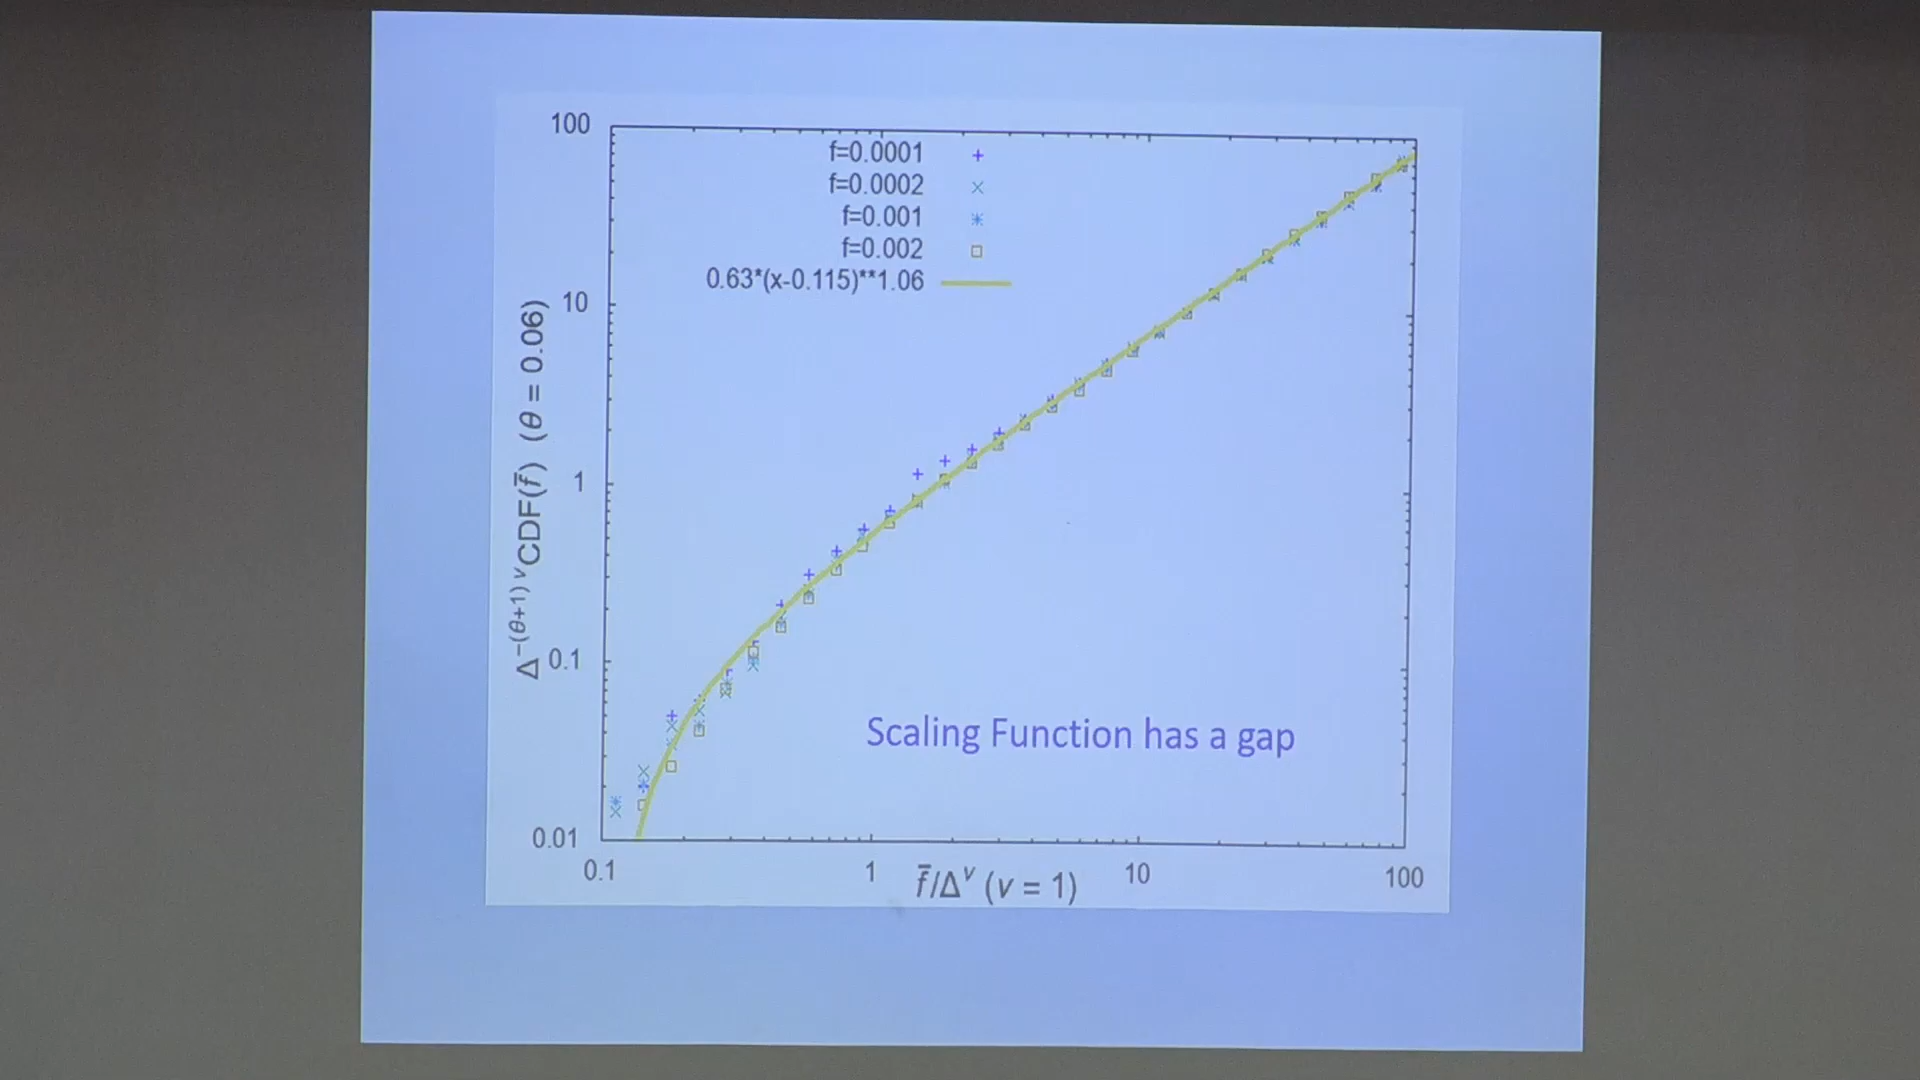 100
f=0.0001
f=0.0002
f=0.001
f=0.002
0.63*(x-0.115)**1.06
10
1
0.1
0.01
Δ^−(θ+1) ν CDF(f̄) (θ = 0.06)
Scaling Function has a gap
0.1
1
10
100
f̄/Δ^ν (ν = 1)